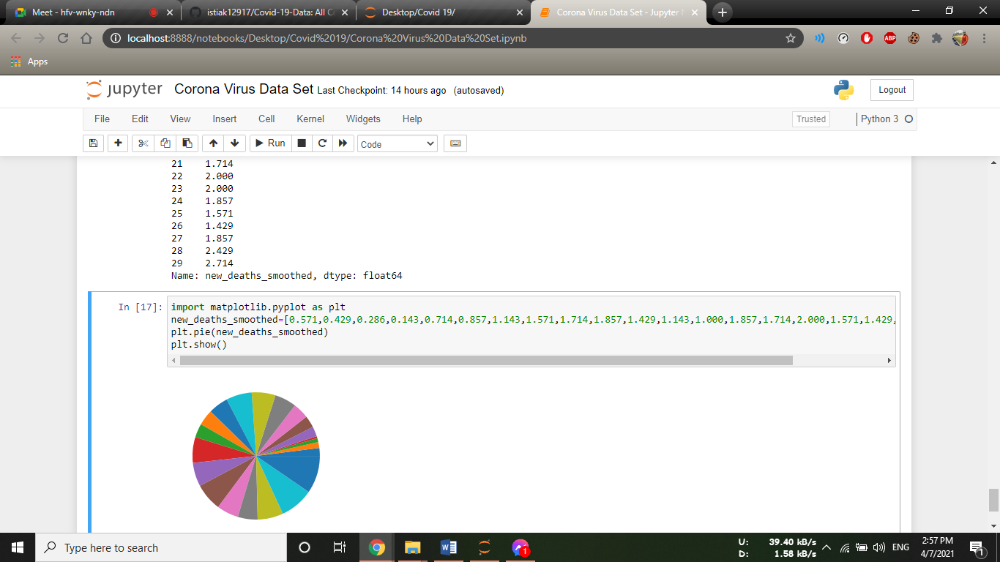 Meet - hfv-wnky-ndn
istiak12917/Covid-19-Data: All C
Desktop/Covid 19/
Corona Virus Data Set - Jupyter
localhost:8888/notebooks/Desktop/Covid%2019/Corona%20Virus%20Data%20Set.ipynb
ABP
Apps
jupyter Corona Virus Data Set Last Checkpoint: 14 hours ago (autosaved)
Logout
File Edit View Insert Cell Kernel Widgets Help
Trusted
Python 3
Run
Code
21 1.714
22 2.000
23 2.000
24 1.857
25 1.571
26 1.429
27 1.857
28 2.429
29 2.714
Name: new_deaths_smoothed, dtype: float64
In [17]:
import matplotlib.pyplot as plt
new_deaths_smoothed=[0.571,0.429,0.286,0.143,0.714,0.857,1.143,1.571,1.714,1.857,1.429,1.143,1.000,1.857,1.714,2.000,1.571,1.429,
plt.pie(new_deaths_smoothed)
plt.show()
Type here to search
U: 39.40 kB/s
D: 1.58 kB/s
ENG
2:57 PM
4/7/2021
1
1